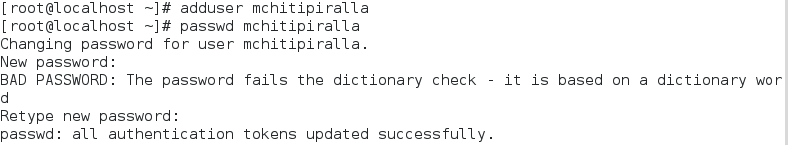 [root@localhost ~]# adduser mchitipiralla
[root@localhost ~]# passwd mchitipiralla
Changing password for user mchitipiralla.
New password:
BAD PASSWORD: The password fails the dictionary check - it is based on a dictionary wor
d
Retype new password:
passwd: all authentication tokens updated successfully.